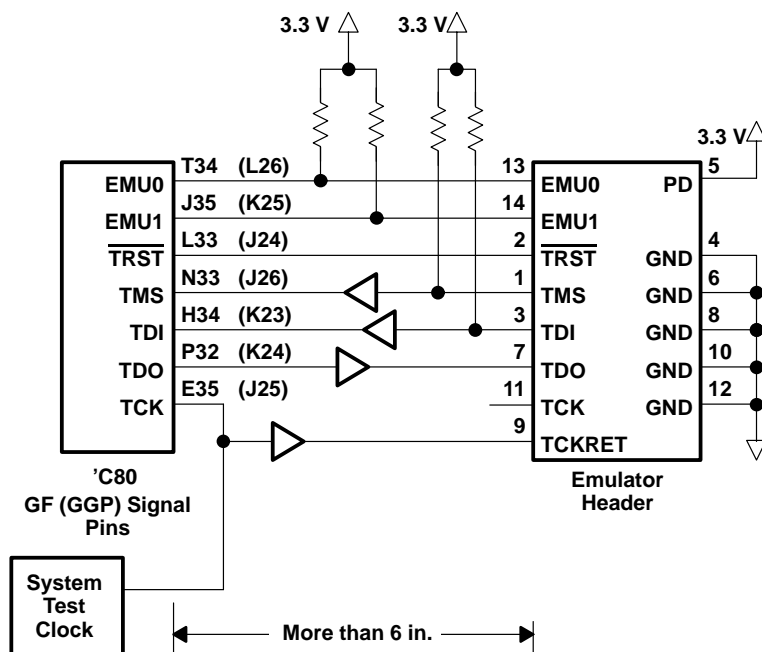 3.3 V 3.3 V
3.3 V
T34 (L26) 13 5
EMU0 EMU0 PD
J35 (K25) 14
EMU1 EMU1
L33 (J24) 2 4
TRST TRST GND
N33 (J26) 1 6
TMS TMS GND
H34 (K23) 3 8
TDI TDI GND
P32 (K24) 7 10
TDO TDO GND
E35 (J25) 11 12
TCK TCK GND
9
TCKRET
’C80
GF (GGP) Signal
Pins
Emulator
Header
System
Test
Clock
More than 6 in.